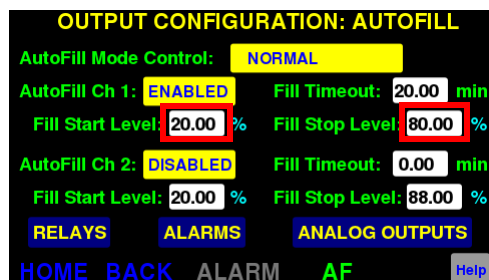 OUTPUT CONFIGURATION: AUTOFILL
AutoFill Mode Control: NORMAL
AutoFill Ch 1: ENABLED Fill Timeout: 20.00 min
Fill Start Level: 20.00 % Fill Stop Level: 80.00 %
AutoFill Ch 2: DISABLED Fill Timeout: 0.00 min
Fill Start Level: 20.00 % Fill Stop Level: 88.00 %
RELAYS ALARMS ANALOG OUTPUTS
HOME BACK ALARM AF Help